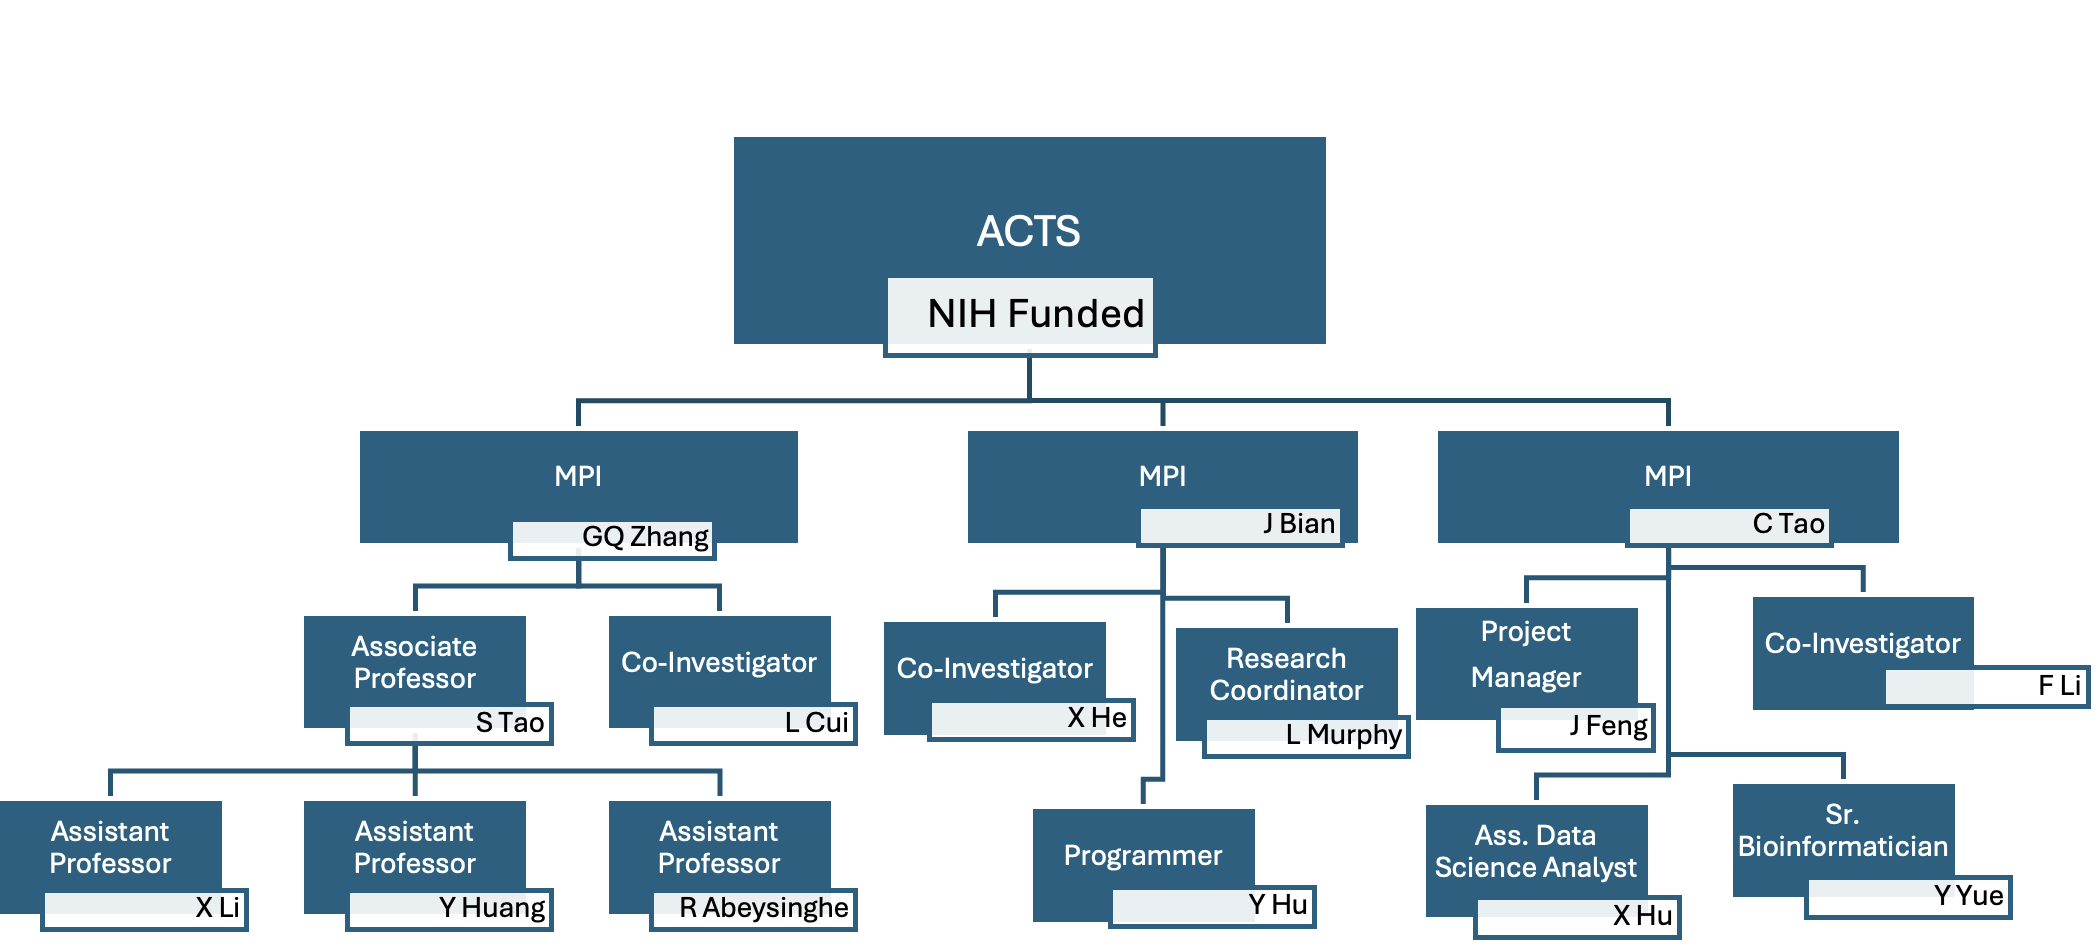 ACTS
NIH Funded
MPI
GQ Zhang
MPI
J Bian
MPI
C Tao
Associate
Professor
S Tao
Co-Investigator
L Cui
Co-Investigator
X He
Research
Coordinator
L Murphy
Project
Manager
J Feng
Co-Investigator
F Li
Assistant
Professor
X Li
Assistant
Professor
Y Huang
Assistant
Professor
R Abeysinghe
Programmer
Y Hu
Ass. Data
Science Analyst
X Hu
Sr.
Bioinformatician
Y Yue